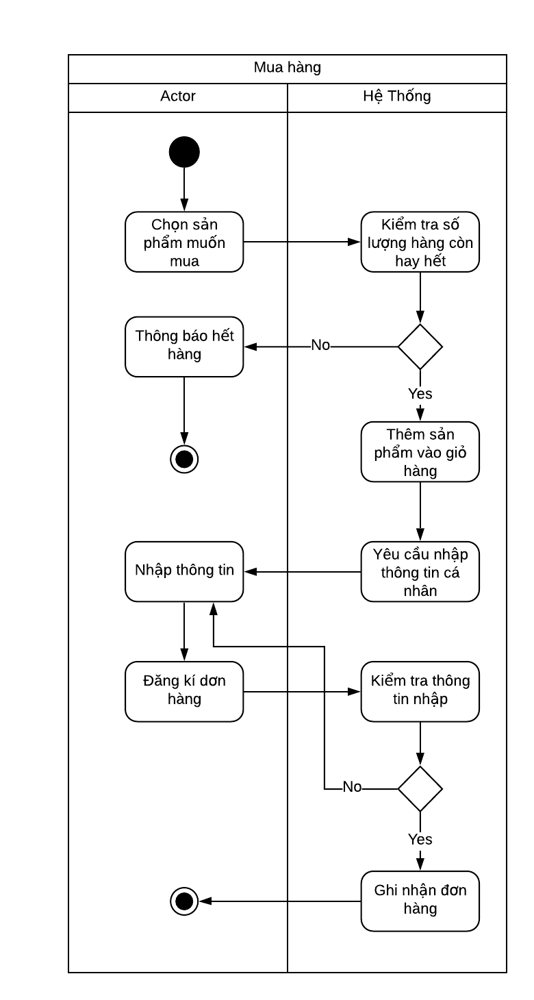 Mua hàng
Actor
Hệ Thống
Chọn sản
phẩm muốn
mua
Kiểm tra số
lượng hàng còn
hay hết
Thông báo hết
hàng
No
Yes
Thêm sản
phẩm vào giỏ
hàng
Nhập thông tin
Yêu cầu nhập
thông tin cá
nhân
Đăng kí dơn
hàng
Kiểm tra thông
tin nhập
No
Yes
Ghi nhận đơn
hàng